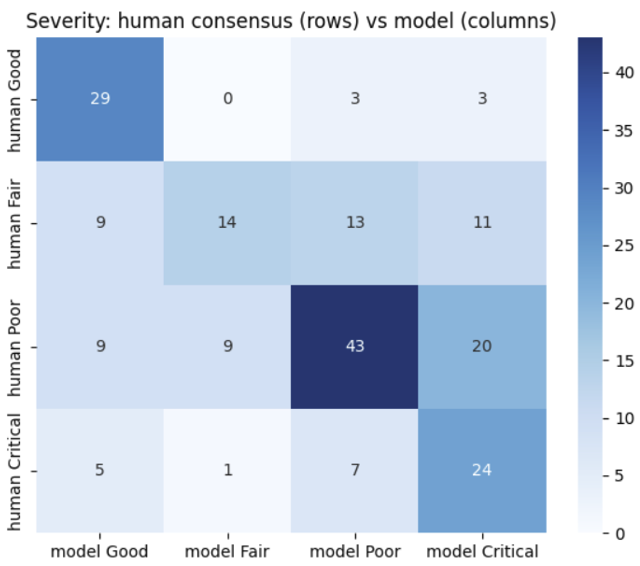 Severity: human consensus (rows) vs model (columns)
human Good
29 0 3 3
human Fair
9 14 13 11
human Poor
9 9 43 20
human Critical
5 1 7 24
model Good model Fair model Poor model Critical
40
35
30
25
20
15
10
5
0